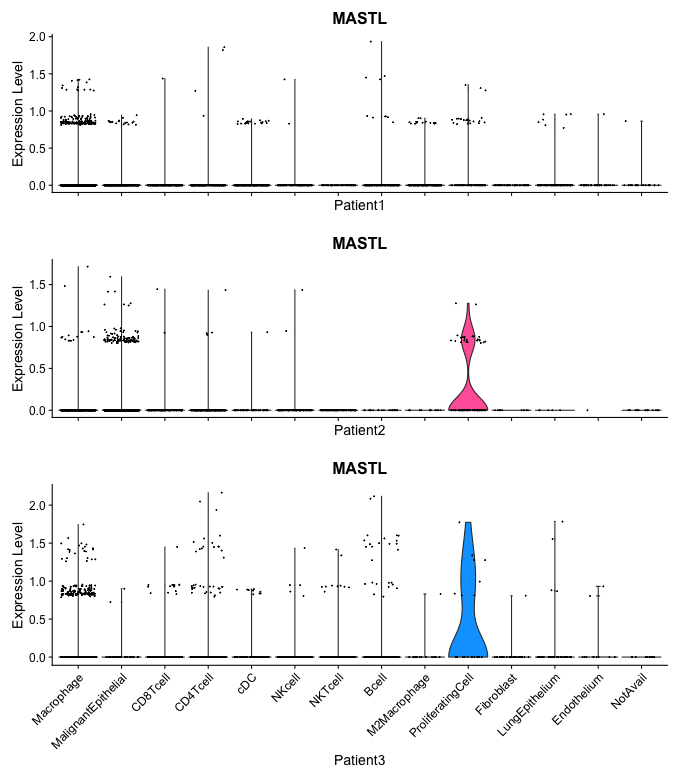 MASTL
Expression Level
2.0
1.5
1.0
0.5
0.0
Patient1
MASTL
Expression Level
1.5
1.0
0.5
0.0
Patient2
MASTL
Expression Level
2.0
1.5
1.0
0.5
0.0
Macrophage
MalignantEpithelial
CD8Tcell
CD4Tcell
cDC
NKcell
NKTcell
Bcell
M2Macrophage
ProliferatingCell
Fibroblast
LungEpithelium
Endothelium
NotAvail
Patient3